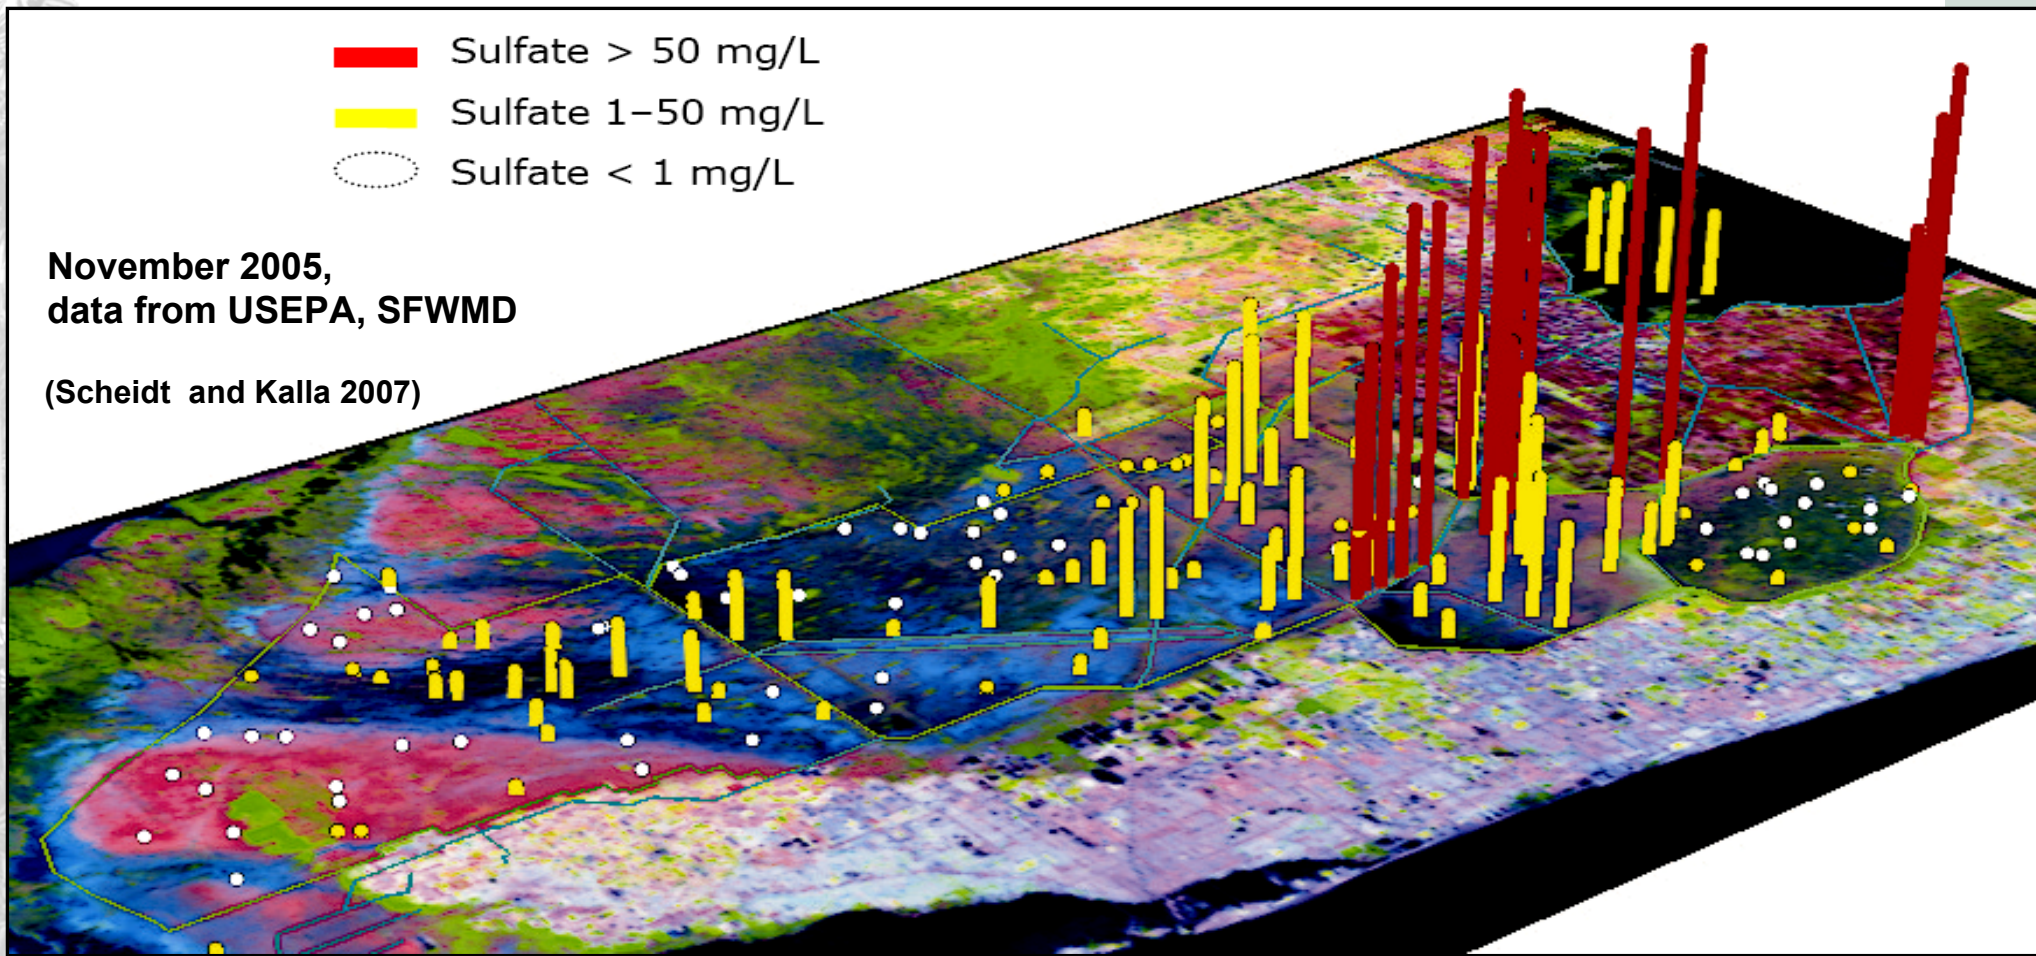 Sulfate > 50 mg/L
Sulfate 1–50 mg/L
Sulfate < 1 mg/L
November 2005,
data from USEPA, SFWMD
(Scheidt and Kalla 2007)